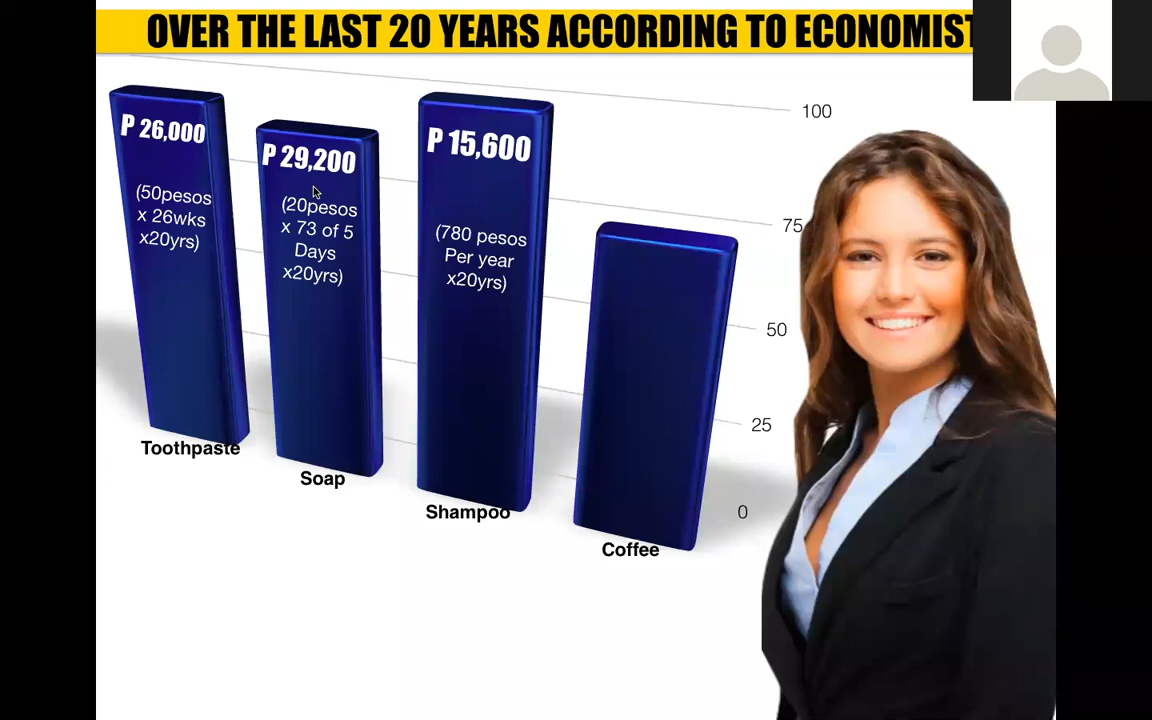 OVER THE LAST 20 YEARS ACCORDING TO ECONOMIST
P 26,000
(50pesos
x 26wks
x20yrs)
P 29,200
(20pesos
x 73 of 5
Days
x20yrs)
P 15,600
(780 pesos
Per year
x20yrs)
100
75
50
25
0
Toothpaste
Soap
Shampoo
Coffee